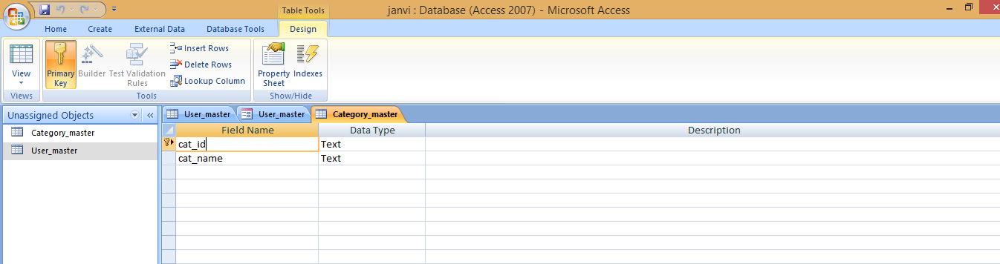 Table Tools
janvi : Database (Access 2007) - Microsoft Access
Home Create External Data Database Tools Design
View
Primary Key
Builder
Test Validation Rules
Insert Rows
Delete Rows
Lookup Column
Property Sheet
Indexes
Views Tools Show/Hide
Unassigned Objects
User_master User_master Category_master
Category_master
User_master
Field Name Data Type Description
cat_id Text
cat_name Text